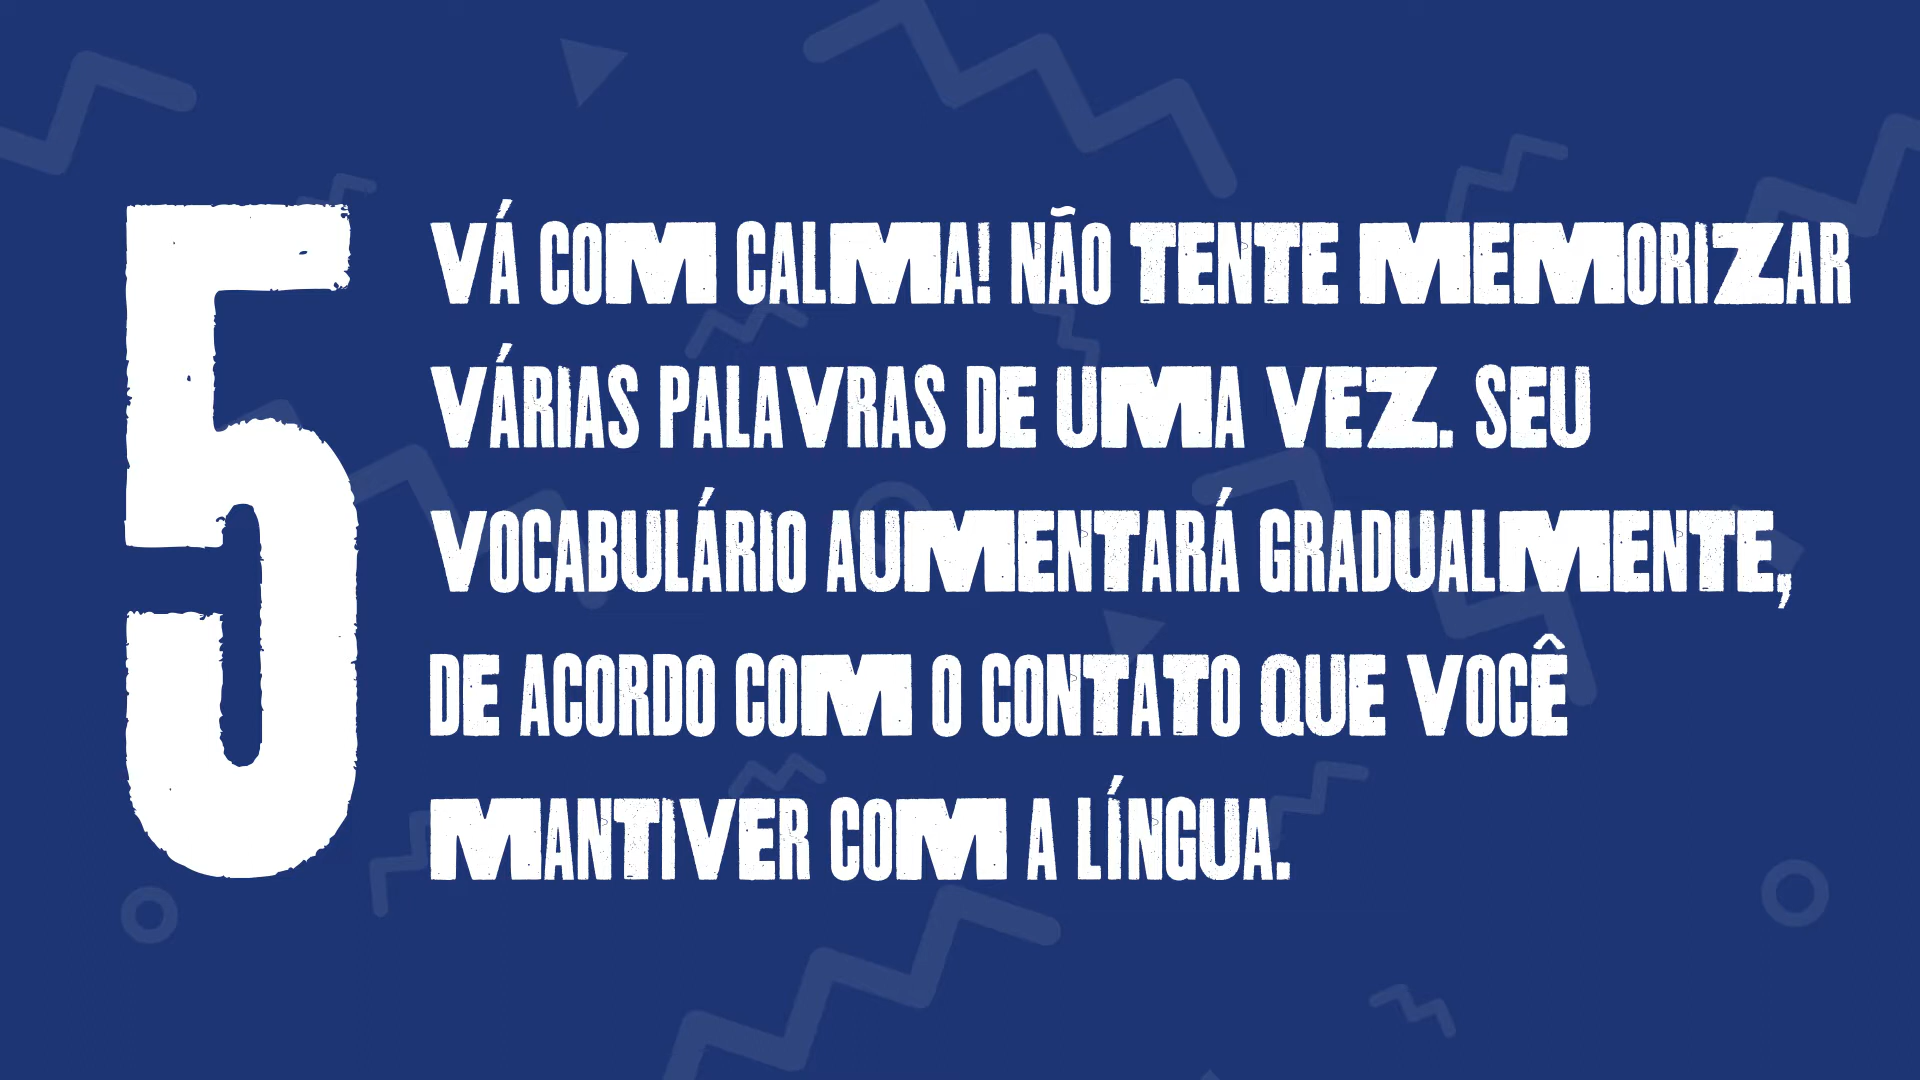 5
VÁ COM CALMA! NÃO TENTE MEMORIZAR
VÁRIAS PALAVRAS DE UMA VEZ. SEU
VOCABULÁRIO AUMENTARÁ GRADUALMENTE,
DE ACORDO COM O CONTATO QUE VOCÊ
MANTIVER COM A LÍNGUA.